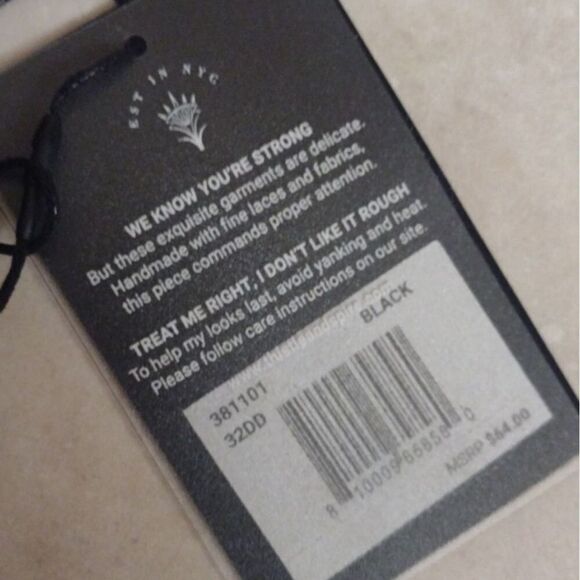 EST IN NYC
WE KNOW YOU'RE STRONG
But these exquisite garments are delicate.
Handmade with fine laces and fabrics,
this piece commands proper attention.
TREAT ME RIGHT, I DON'T LIKE IT ROUGH
To help my looks last, avoid yanking and heat.
Please follow care instructions on our site.
381101 BLACK
32DD
MSRP $64.00